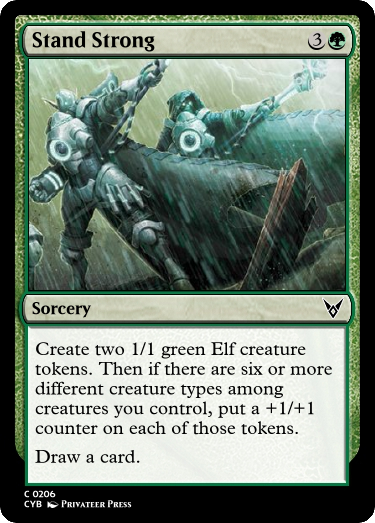 Stand Strong 3
Sorcery
Create two 1/1 green Elf creature
tokens. Then if there are six or more
different creature types among
creatures you control, put a +1/+1
counter on each of those tokens.
Draw a card.
C 0206
CYB Privateer Press